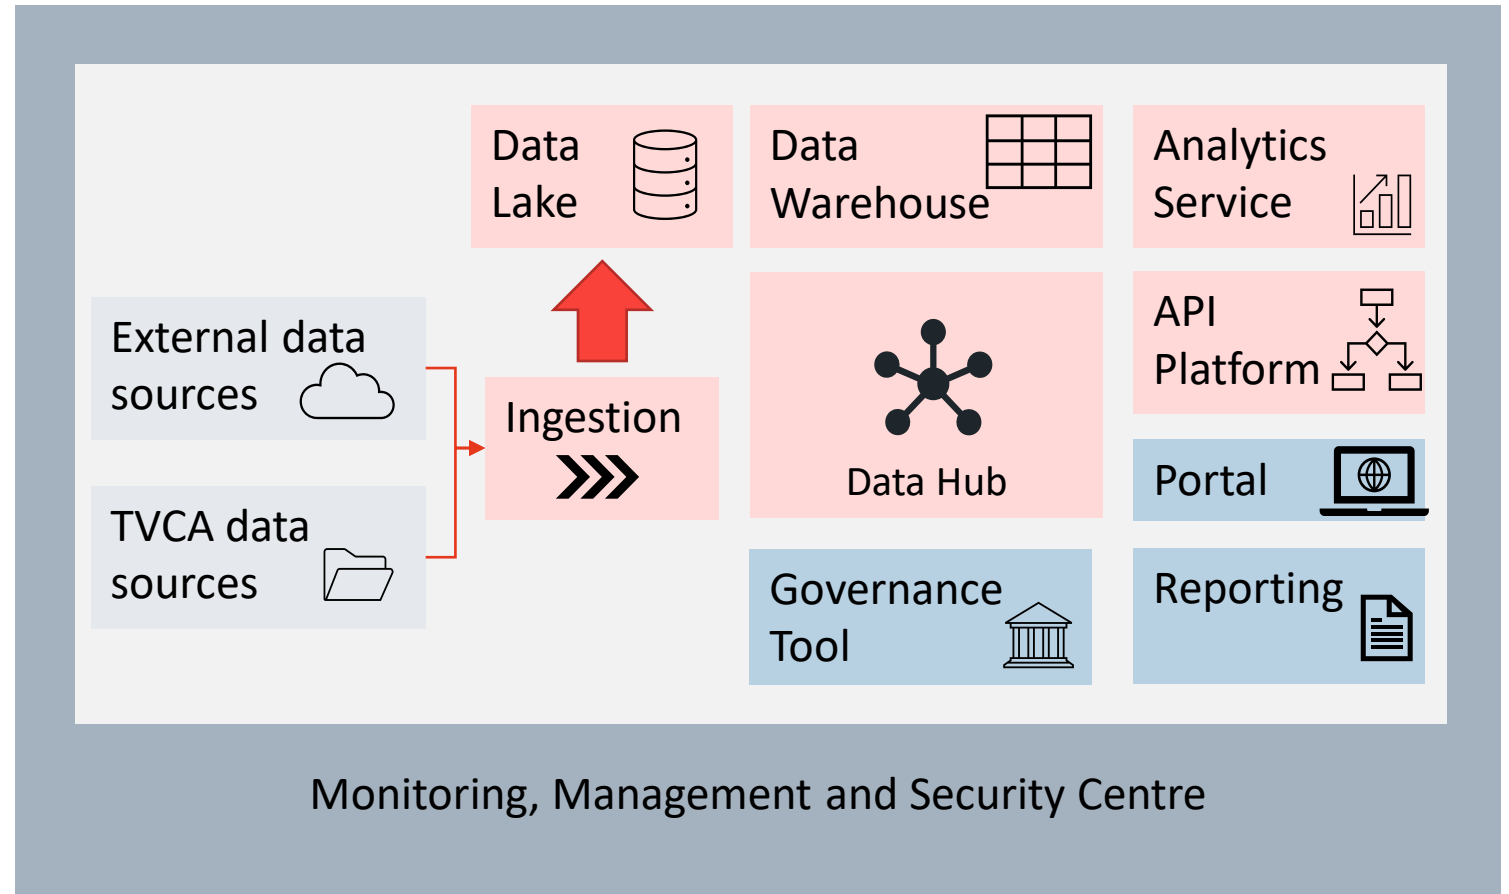 Data
Lake
Data
Warehouse
Analytics
Service
External data
sources
Ingestion
Data Hub
API
Platform
TVCA data
sources
Portal
Governance
Tool
Reporting
Monitoring, Management and Security Centre